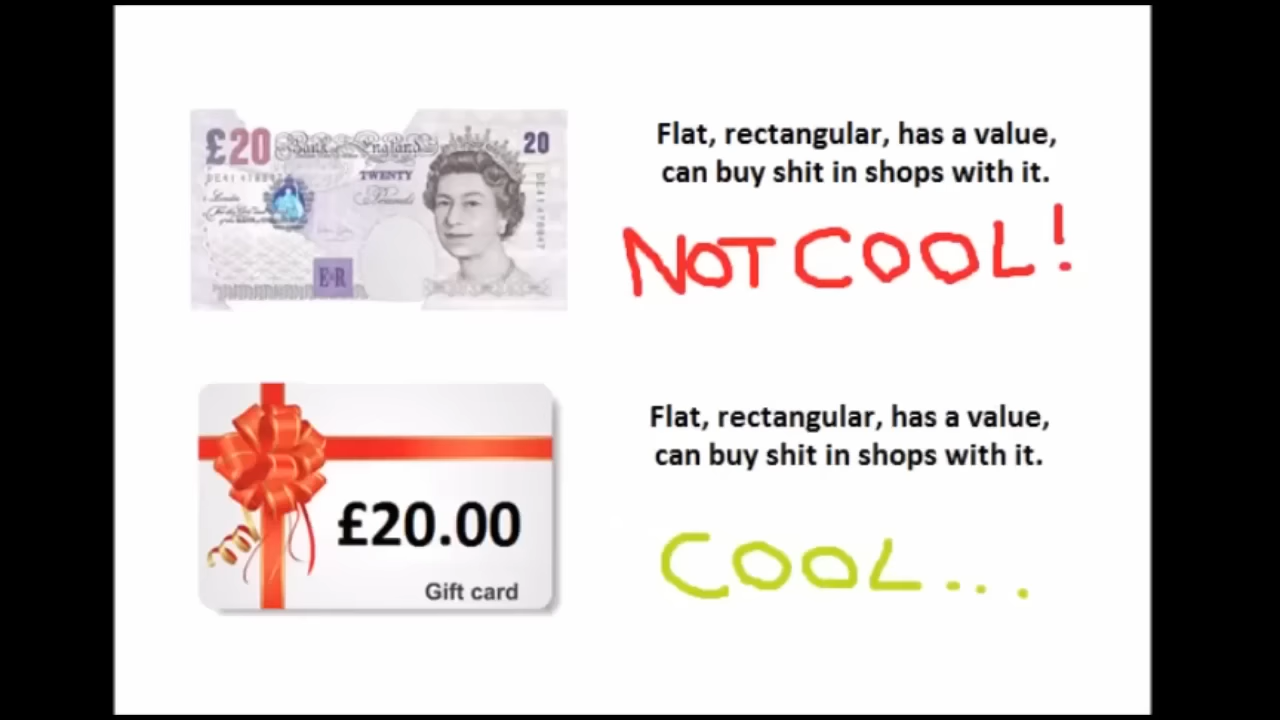 £20
Bank of England
20
TWENTY
Pounds
London
E R
Flat, rectangular, has a value,
can buy shit in shops with it.
NOT COOL!
£20.00
Gift card
Flat, rectangular, has a value,
can buy shit in shops with it.
COOL...